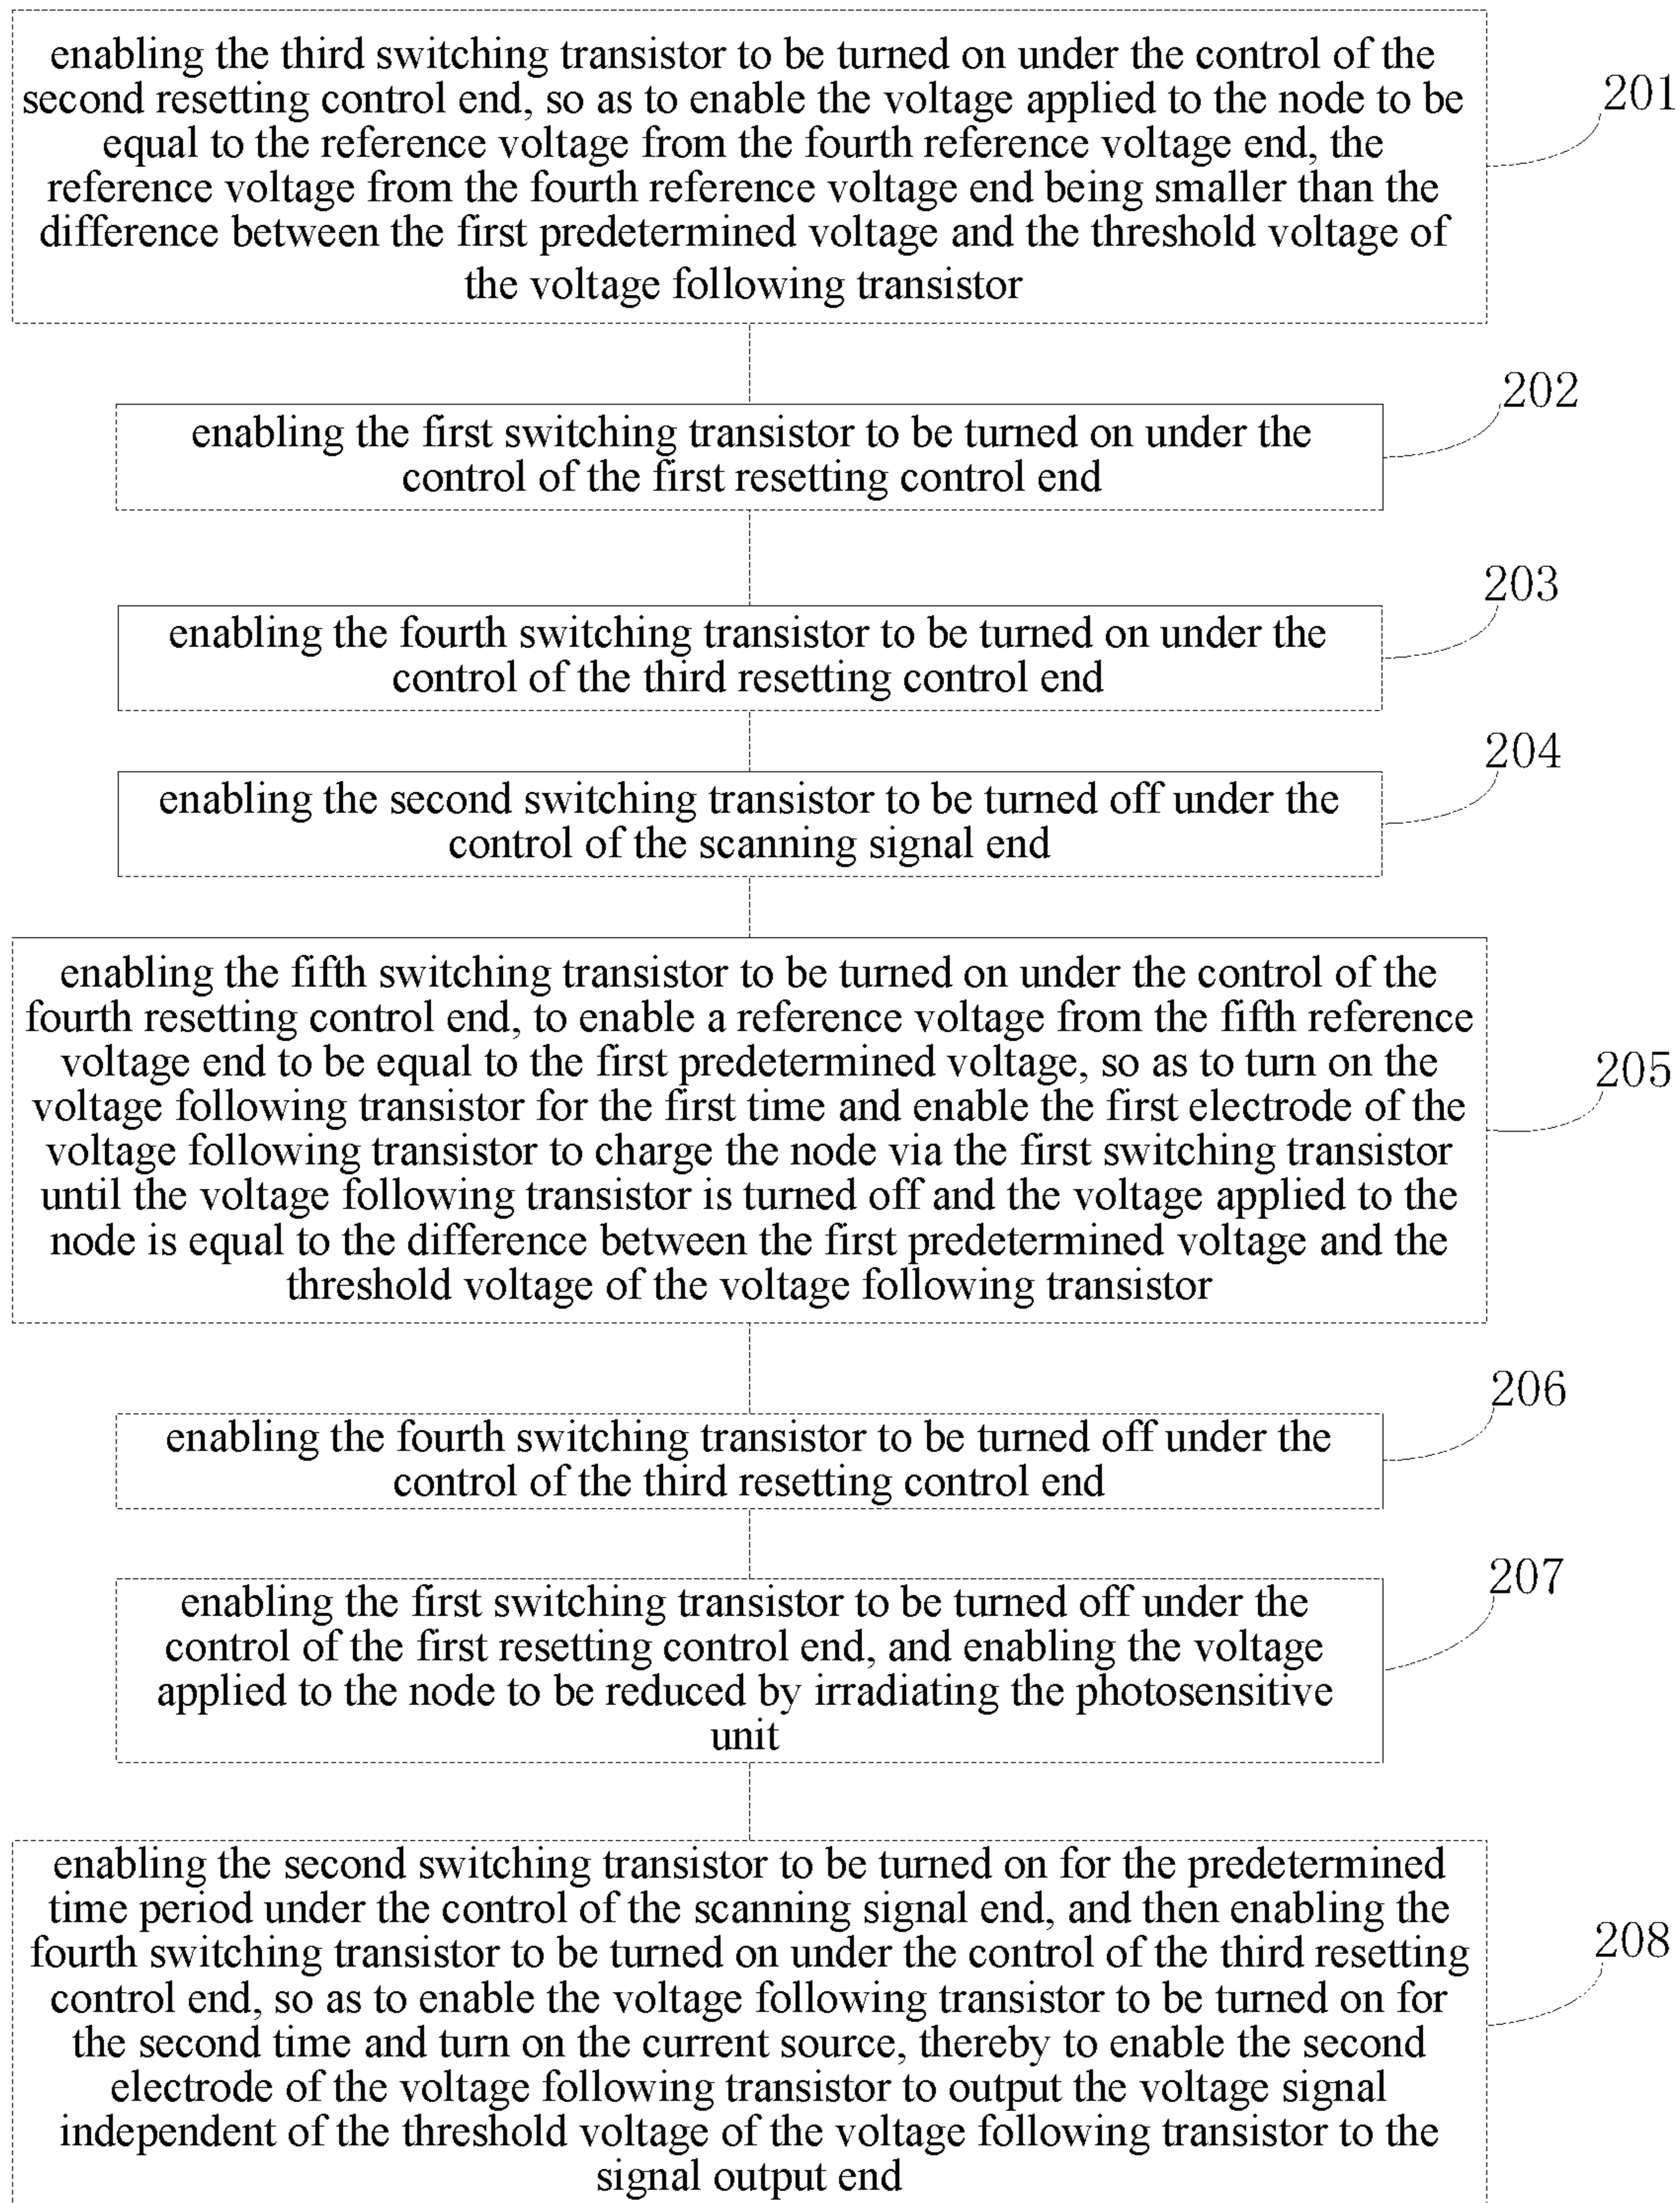 enabling the third switching transistor to be turned on under the control of the
second resetting control end, so as to enable the voltage applied to the node to be
equal to the reference voltage from the fourth reference voltage end, the
reference voltage from the fourth reference voltage end being smaller than the
difference between the first predetermined voltage and the threshold voltage of
the voltage following transistor
201
enabling the first switching transistor to be turned on under the
control of the first resetting control end
202
enabling the fourth switching transistor to be turned on under the
control of the third resetting control end
203
enabling the second switching transistor to be turned off under the
control of the scanning signal end
204
enabling the fifth switching transistor to be turned on under the control of the
fourth resetting control end, to enable a reference voltage from the fifth reference
voltage end to be equal to the first predetermined voltage, so as to turn on the
voltage following transistor for the first time and enable the first electrode of the
voltage following transistor to charge the node via the first switching transistor
until the voltage following transistor is turned off and the voltage applied to the
node is equal to the difference between the first predetermined voltage and the
threshold voltage of the voltage following transistor
205
enabling the fourth switching transistor to be turned off under the
control of the third resetting control end
206
enabling the first switching transistor to be turned off under the
control of the first resetting control end, and enabling the voltage
applied to the node to be reduced by irradiating the photosensitive
unit
207
enabling the second switching transistor to be turned on for the predetermined
time period under the control of the scanning signal end, and then enabling the
fourth switching transistor to be turned on under the control of the third resetting
control end, so as to enable the voltage following transistor to be turned on for
the second time and turn on the current source, thereby to enable the second
electrode of the voltage following transistor to output the voltage signal
independent of the threshold voltage of the voltage following transistor to the
signal output end
208